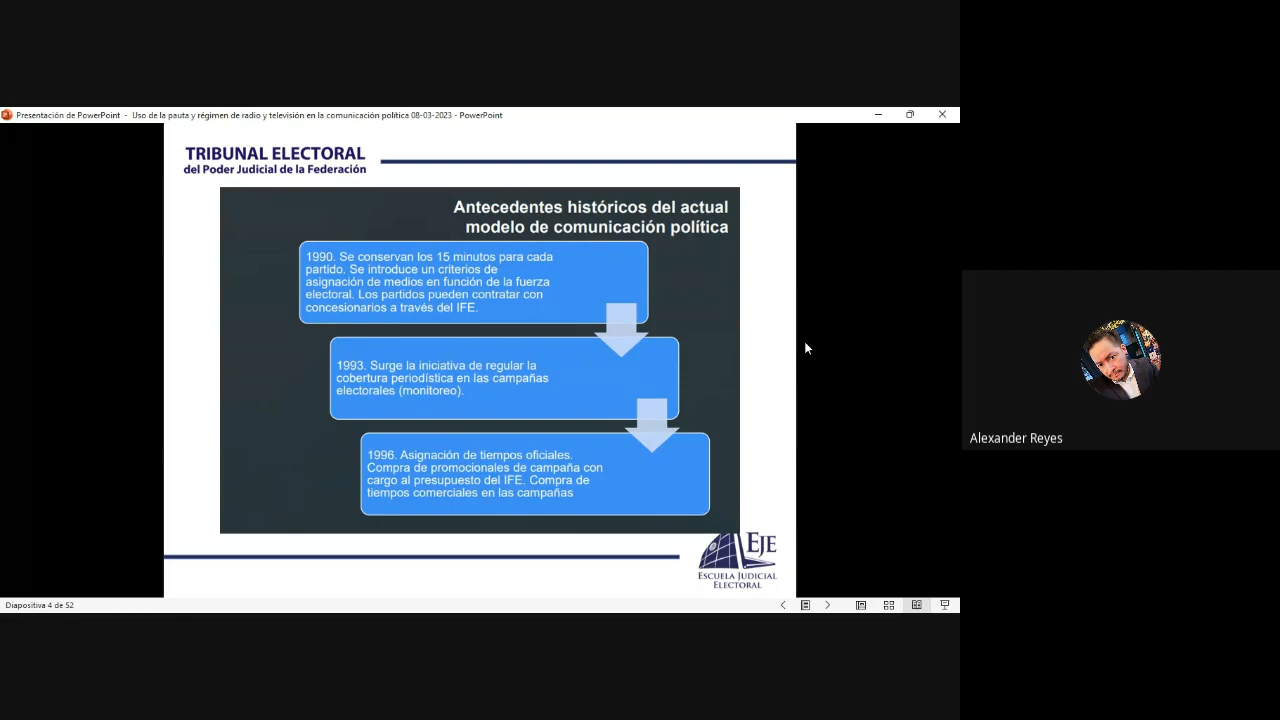 Presentación de PowerPoint - Uso de la pauta y régimen de radio y televisión en la comunicación política 08-03-2023 - PowerPoint
TRIBUNAL ELECTORAL
del Poder Judicial de la Federación
Antecedentes históricos del actual
modelo de comunicación política
1990. Se conservan los 15 minutos para cada
partido. Se introduce un criterios de
asignación de medios en función de la fuerza
electoral. Los partidos pueden contratar con
concesionarios a través del IFE.
1993. Surge la iniciativa de regular la
cobertura periodística en las campañas
electorales (monitoreo).
1996. Asignación de tiempos oficiales.
Compra de promocionales de campaña con
cargo al presupuesto del IFE. Compra de
tiempos comerciales en las campañas
EJE
ESCUELA JUDICIAL
ELECTORAL
Alexander Reyes
Diapositiva 4 de 52